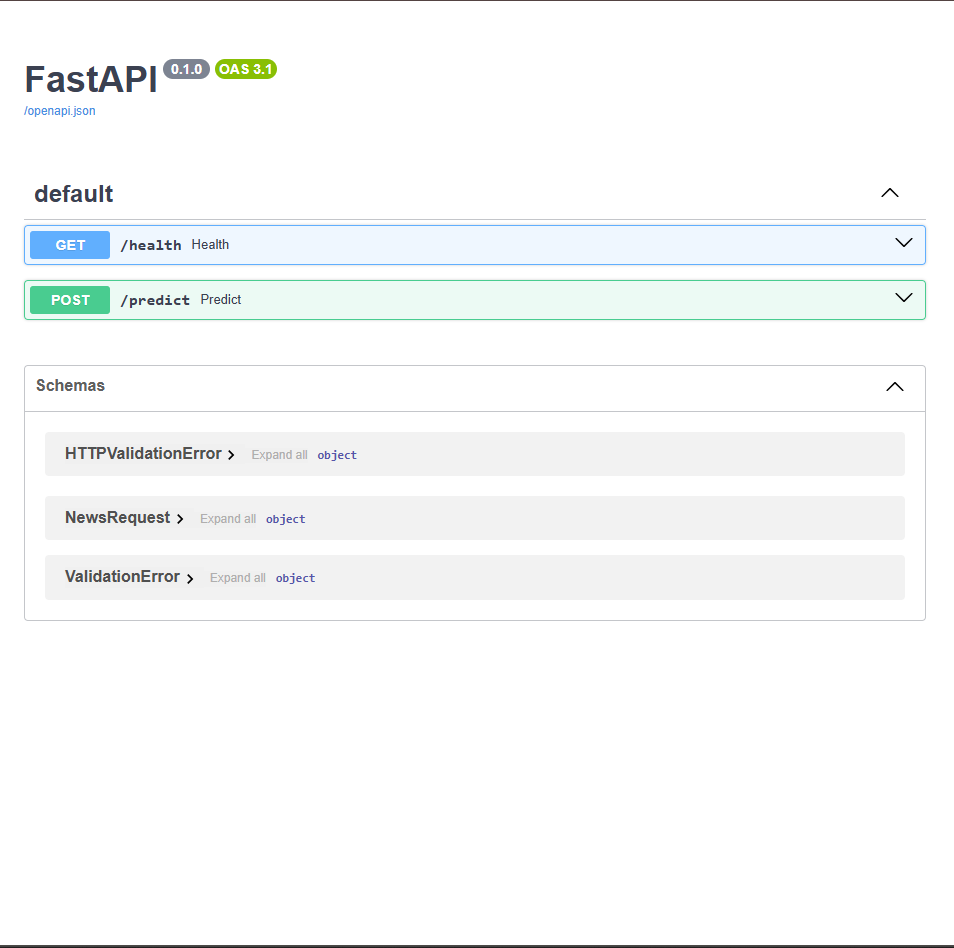 FastAPI 0.1.0 OAS 3.1
/openapi.json
default
GET /health Health
POST /predict Predict
Schemas
HTTPValidationError Expand all object
NewsRequest Expand all object
ValidationError Expand all object